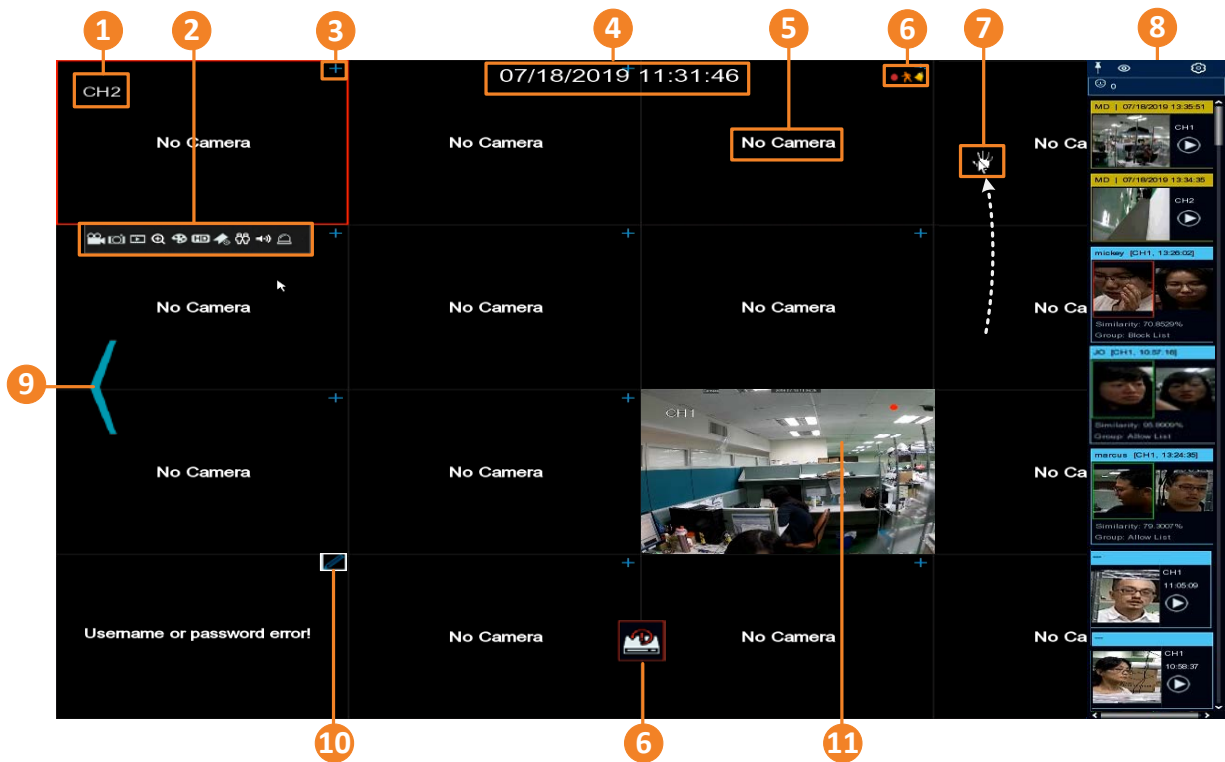 1
2
3
4
5
6
7
8
CH2
07/18/2019 11:31:46
0
No Camera
No Camera
No Camera
No Ca
MD | 07/18/2019 13:35:51
CH1
MD | 07/18/2019 13:34:35
CH2
HD
No Camera
No Camera
No Camera
No Ca
mickey [CH1, 13:26:02]
Similarity: 70.8529%
Group: Block List
9
JO [CH1, 10:57:16]
CH1
Group: Allow List
No Camera
No Camera
No Ca
marcus [CH1, 13:24:35]
Similarity: 79.3007%
Group: Allow List
CH1
11:05:09
Username or password error!
No Camera
No Camera
No Ca
CH1
10:58:37
10
6
11